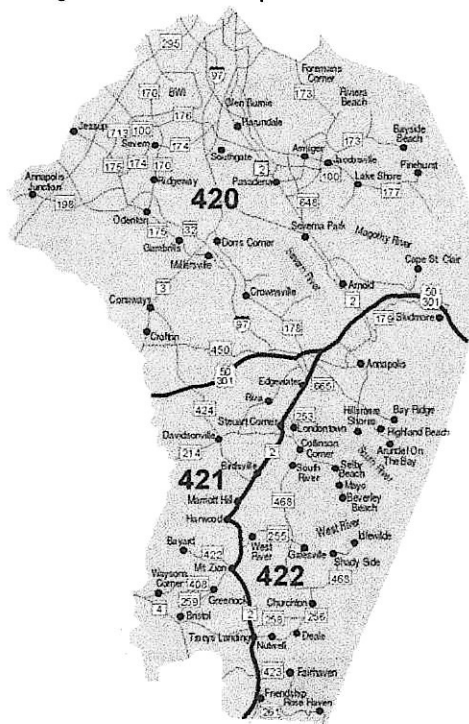 295
97
Foremans
Corner
170
BWI
173
Riviera
Beach
176
Glen Burnie
Jessup
713
100
Harundale
173
Bayside
Beach
Severn
174
Southgate
Armiger
Jacobsville
2
100
Pinehurst
175
174
170
Pasadena
Lake Shore
177
Annapolis
Junction
Ridgeway
198
420
648
Odenton
175
32
Severna Park
Magothy River
Gambrills
Dorrs Corner
Millersville
Severn River
Cape St. Clair
Arnold
50
301
3
Crownsville
2
Conaways
97
178
179
Skidmore
Crofton
450
50
301
Annapolis
Edgewater
665
Riva
424
253
Hillsmere
Shores
Bay Ridge
Steuart Corner
Londontown
Highland Beach
Davidsonville
Collinson
Corner
Arundel On
The Bay
214
2
South River
Birdsville
South
River
Selby
Beach
421
Mayo
Marriott Hill
468
Beverley
Beach
Harwood
255
West River
Idlewilde
Bayard
West
River
Galesville
422
Shady Side
Mt Zion
422
468
Waysons
Corner
408
259
Greenock
Churchton
4
2
256
Bristol
258
Tracys Landing
Deale
Nutwell
423
Fairhaven
Friendship
Rose Haven
261